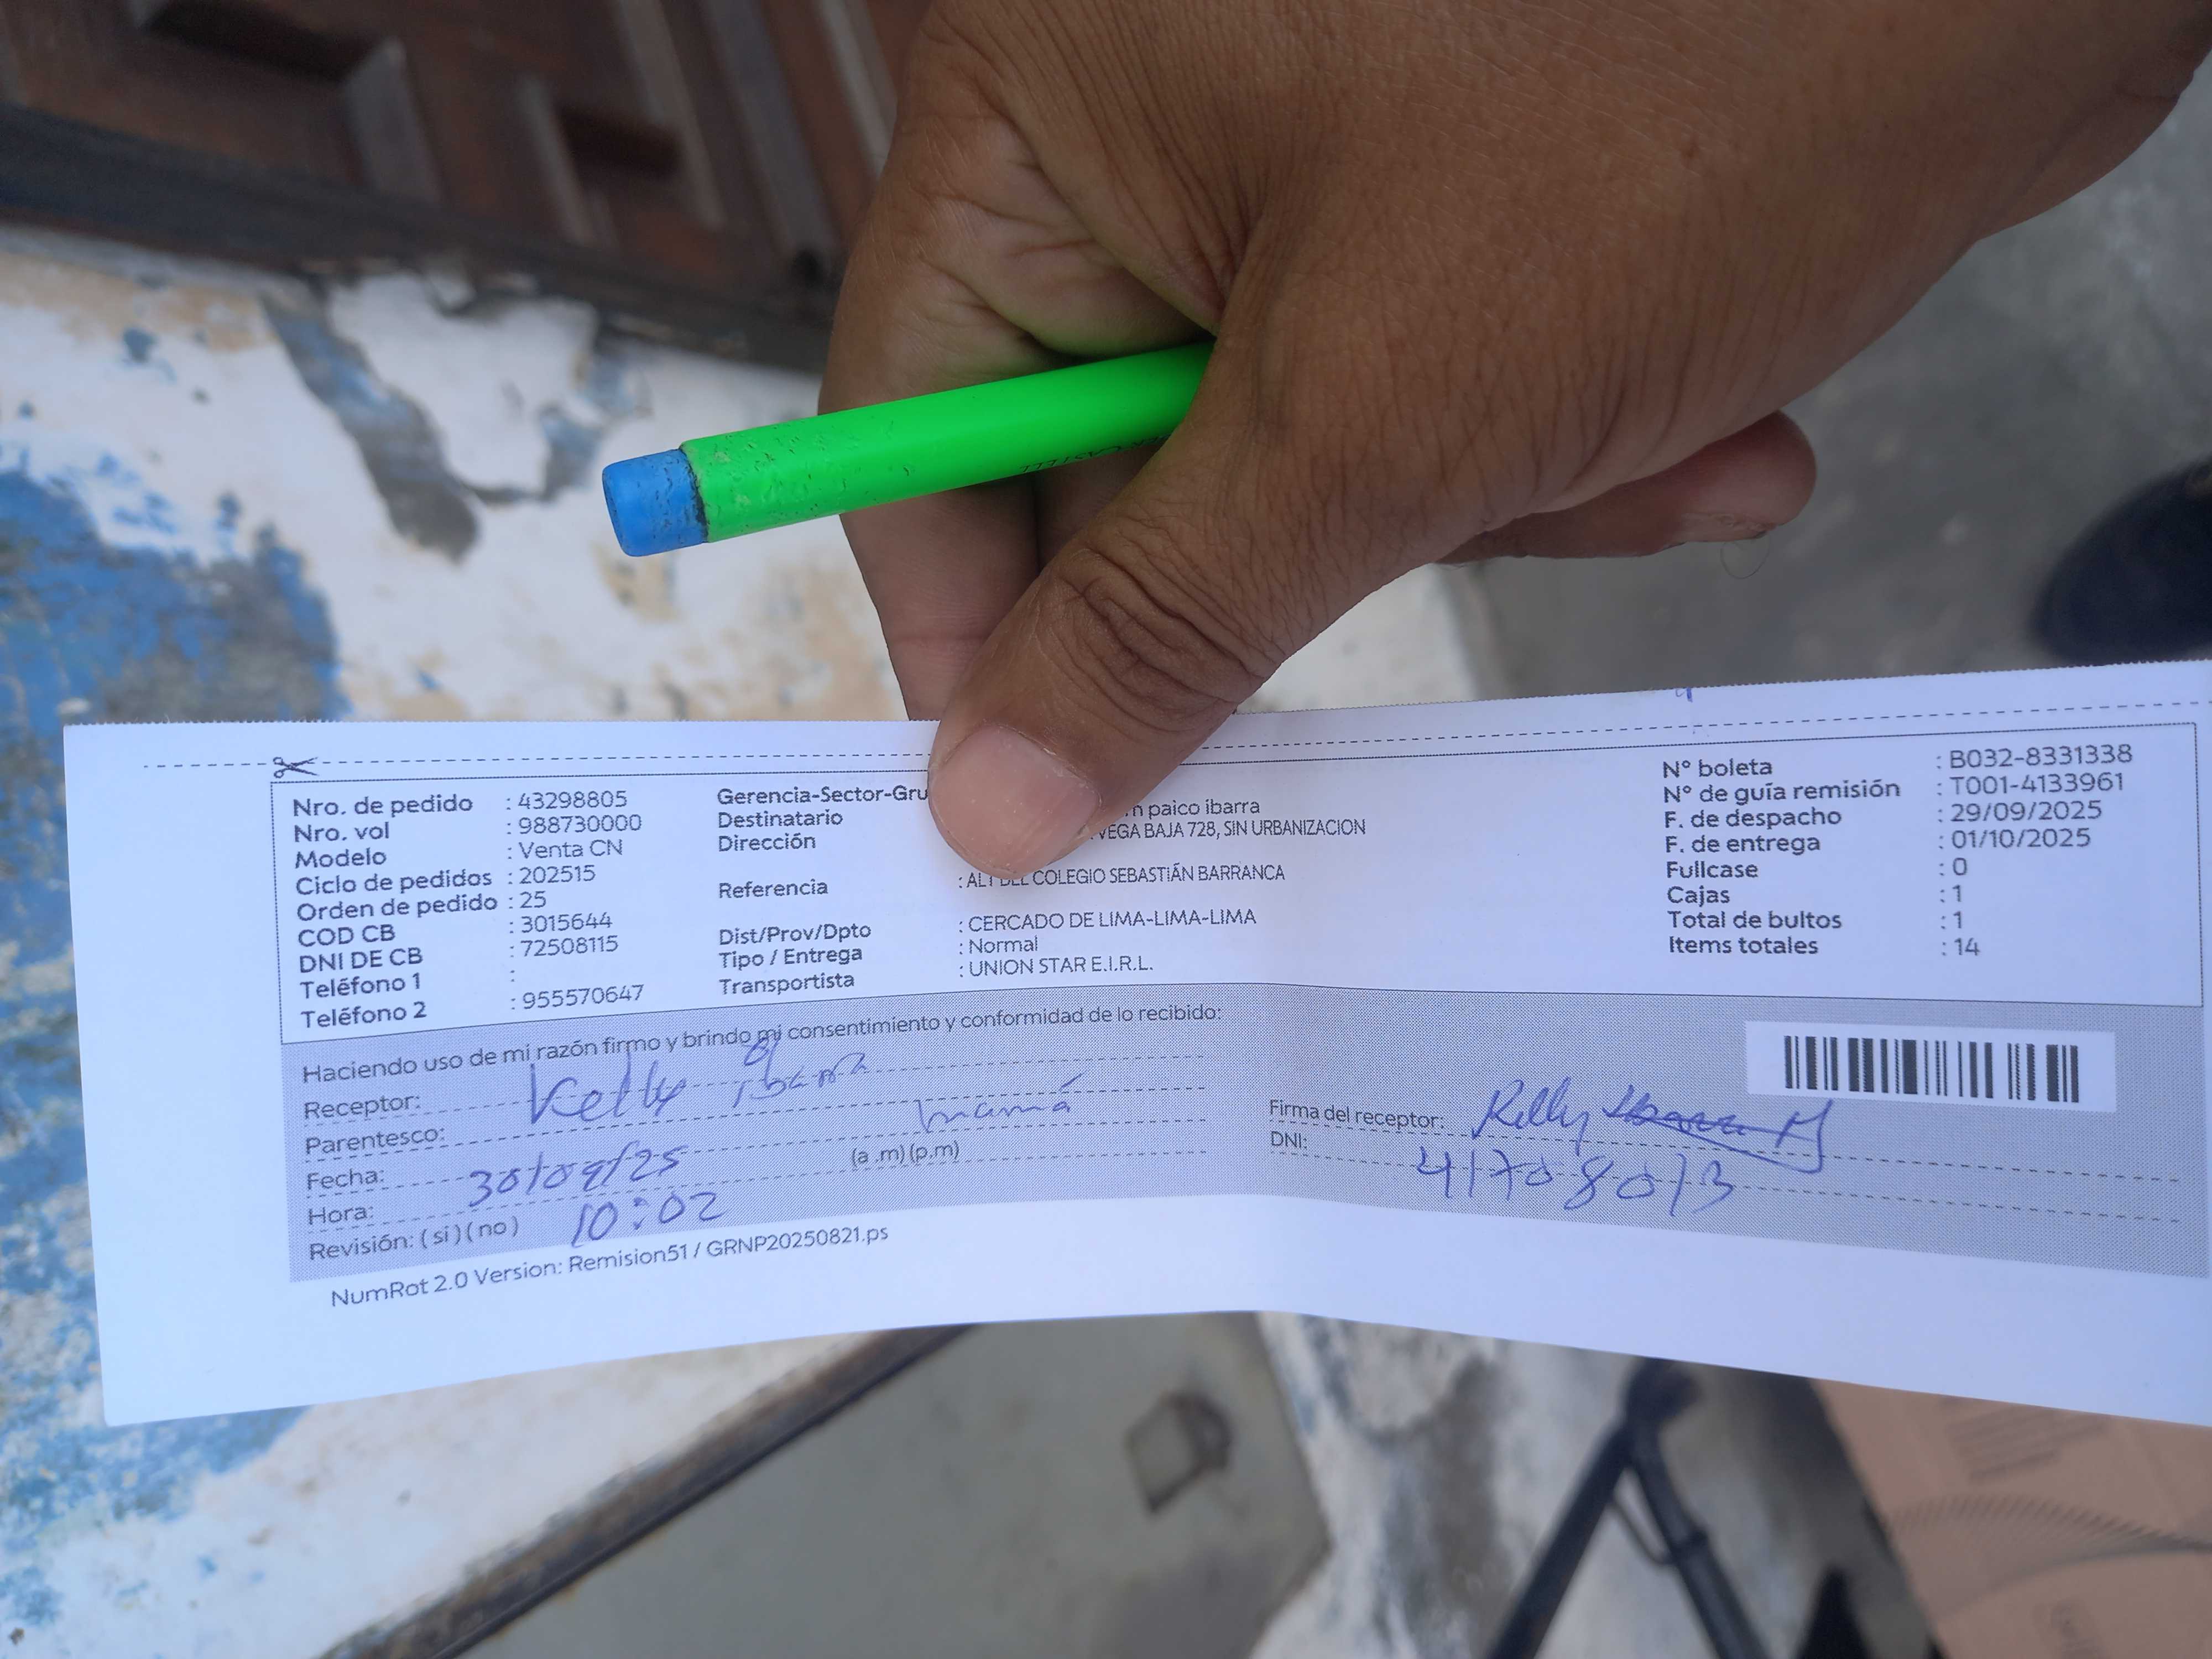 CASTELL
Nro. de pedido : 43298805
Nro. vol : 988730000
Modelo : Venta CN
Ciclo de pedidos : 202515
Orden de pedido : 25
COD CB : 3015644
DNI DE CB : 72508115
Teléfono 1 :
Teléfono 2 : 955570647
Gerencia-Sector-Gru
Destinatario n paico ibarra
Dirección VEGA BAJA 728, SIN URBANIZACION
Referencia : ALT DEL COLEGIO SEBASTIÁN BARRANCA
Dist/Prov/Dpto : CERCADO DE LIMA-LIMA-LIMA
Tipo / Entrega : Normal
Transportista : UNION STAR E.I.R.L.
N° boleta : B032-8331338
N° de guía remisión : T001-4133961
F. de despacho : 29/09/2025
F. de entrega : 01/10/2025
Fullcase : 0
Cajas : 1
Total de bultos : 1
Items totales : 14
Haciendo uso de mi razón firmo y brindo mi consentimiento y conformidad de lo recibido:
Receptor: Kelly Ibarra
Parentesco: mamá
Fecha: 30/09/25 (a .m) (p.m)
Hora: 10:02
Revisión: ( si ) ( no )
Firma del receptor: Kelly Ibarra M
DNI: 41708013
NumRot 2.0 Version: Remision51 / GRNP20250821.ps